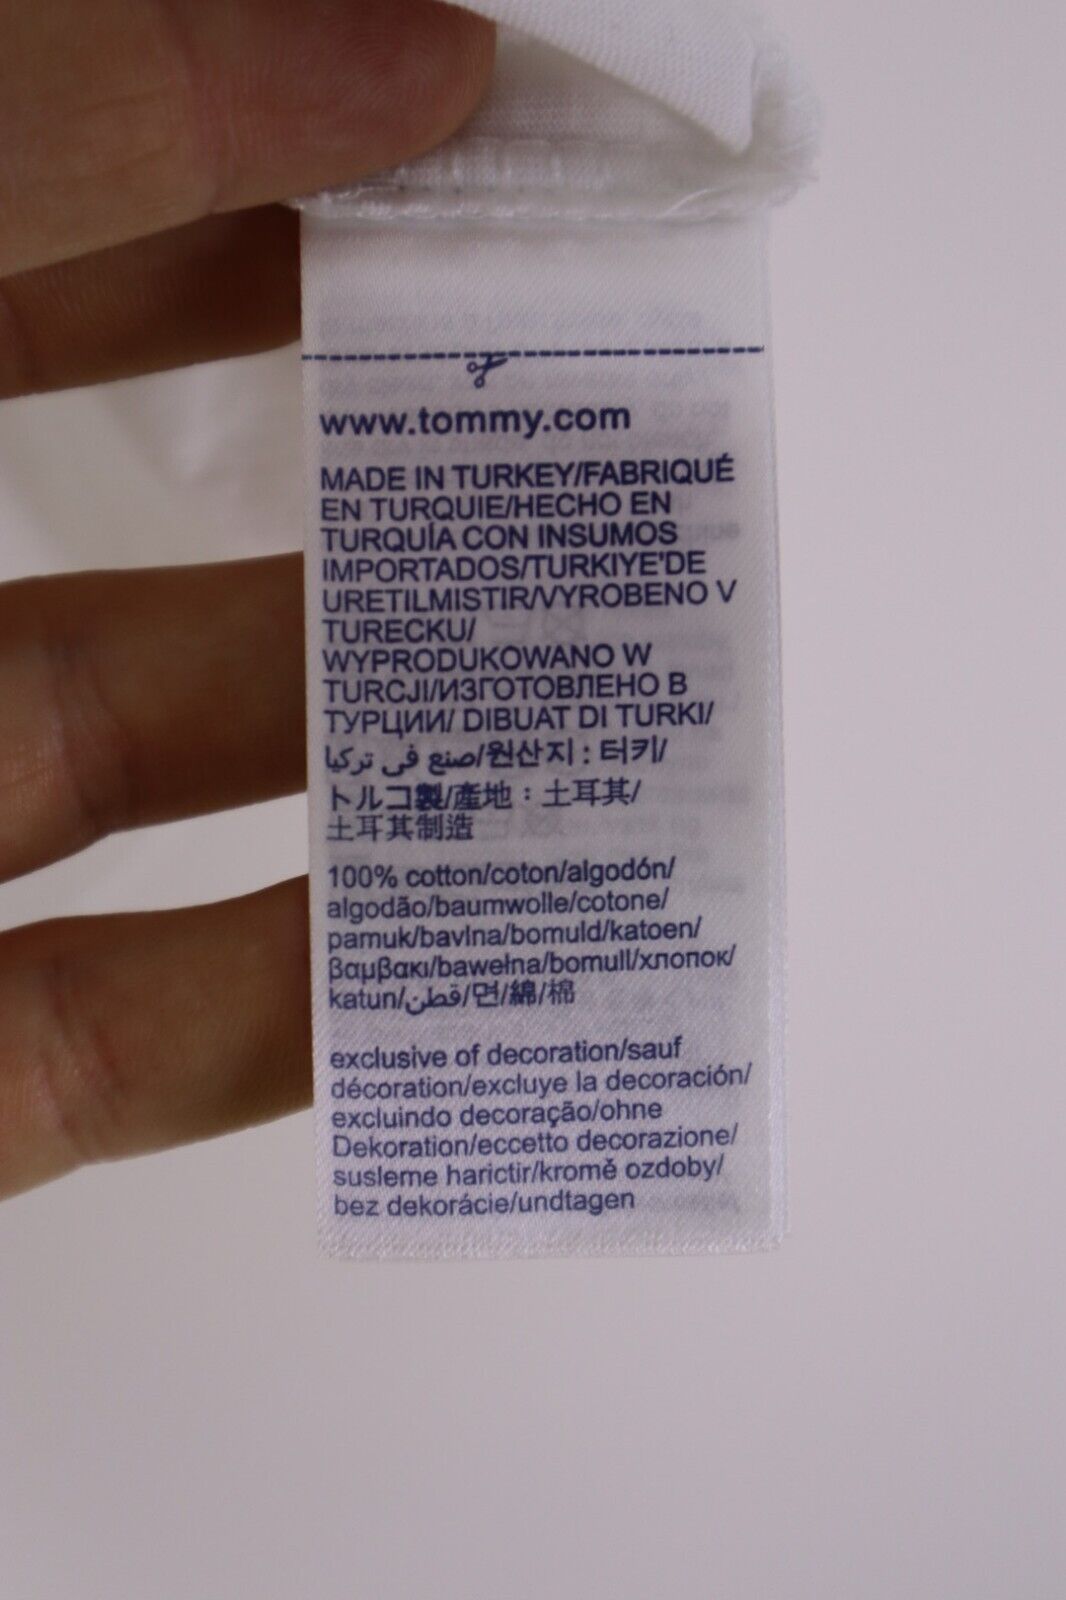 www.tommy.com
MADE IN TURKEY/FABRIQUÉ
EN TURQUIE/HECHO EN
TURQUÍA CON INSUMOS
IMPORTADOS/TURKIYE'DE
URETILMISTIR/VYROBENO V
TURECKU/
WYPRODUKOWANO W
TURCJI/ИЗГОТОВЛЕНО В
ТУРЦИИ/ DIBUAT DI TURKI/
صنع في تركيا/원산지 : 터키/
トルコ製/產地：土耳其/
土耳其制造
100% cotton/coton/algodón/
algodão/baumwolle/cotone/
pamuk/bavlna/bomuld/katoen/
βαμβακι/bawełna/bomull/хлопок/
katun/قطن/면/綿/棉
exclusive of decoration/sauf
décoration/excluye la decoración/
excluindo decoração/ohne
Dekoration/eccetto decorazione/
susleme harictir/kromě ozdoby/
bez dekorácie/undtagen